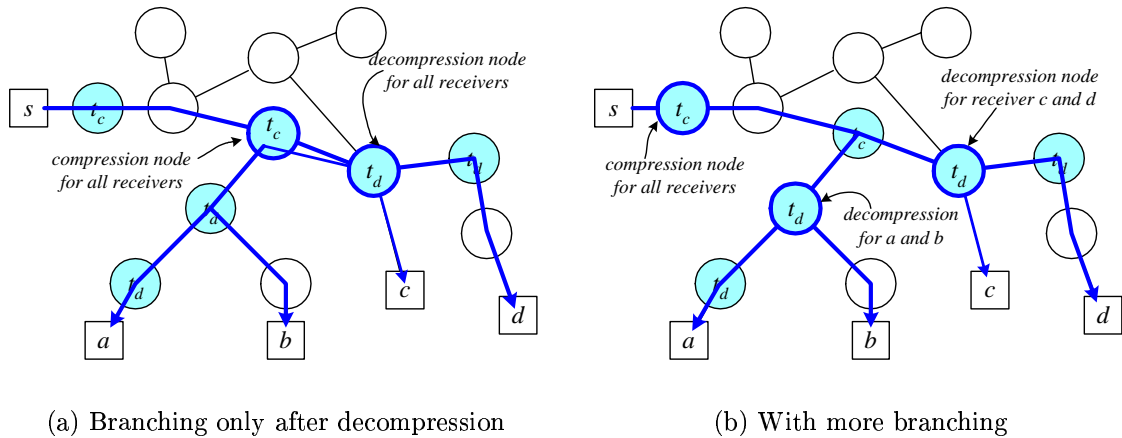 decompression node
for all receivers
s
t_c
t_c
compression node
for all receivers
t_d
t_d
t_d
t_d
a
b
c
d
(a) Branching only after decompression
decompression node
for receiver c and d
s
t_c
t_c
compression node
for all receivers
t_d
t_d
t_d
decompression
for a and b
t_d
a
b
c
d
(b) With more branching